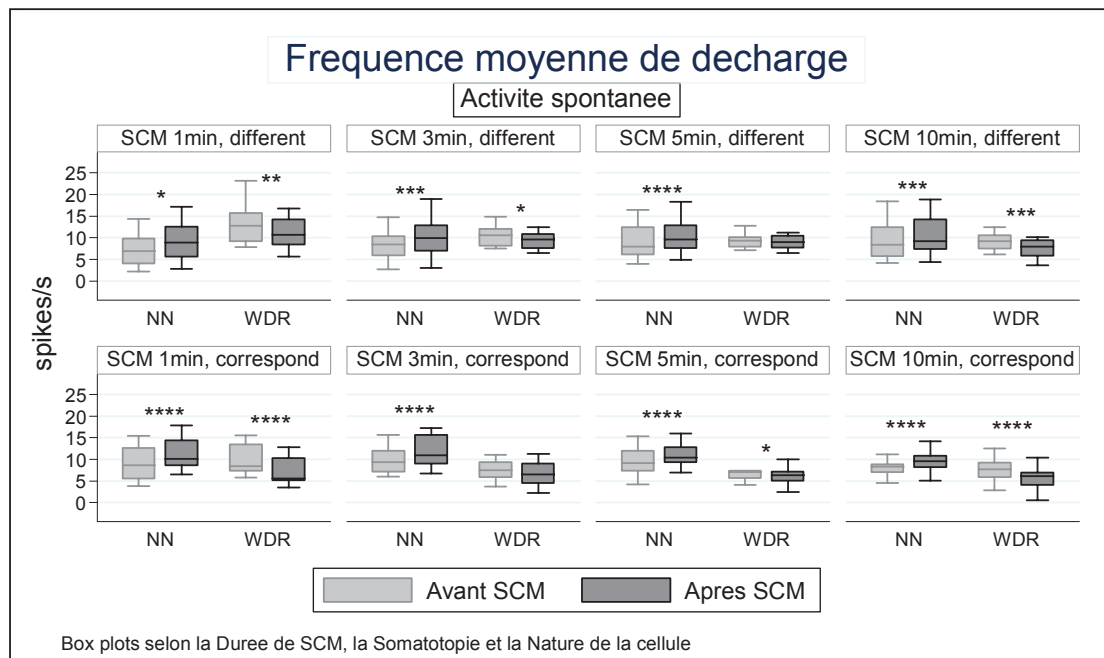 Frequence moyenne de decharge
Activite spontanee
SCM 1min, different
SCM 3min, different
SCM 5min, different
SCM 10min, different
25
20
15
10
5
0
*
**
***
*
****
***
***
NN WDR
NN WDR
NN WDR
NN WDR
spikes/s
SCM 1min, correspond
SCM 3min, correspond
SCM 5min, correspond
SCM 10min, correspond
25
20
15
10
5
0
****
****
****
****
*
****
****
NN WDR
NN WDR
NN WDR
NN WDR
Avant SCM
Apres SCM
Box plots selon la Duree de SCM, la Somatotopie et la Nature de la cellule